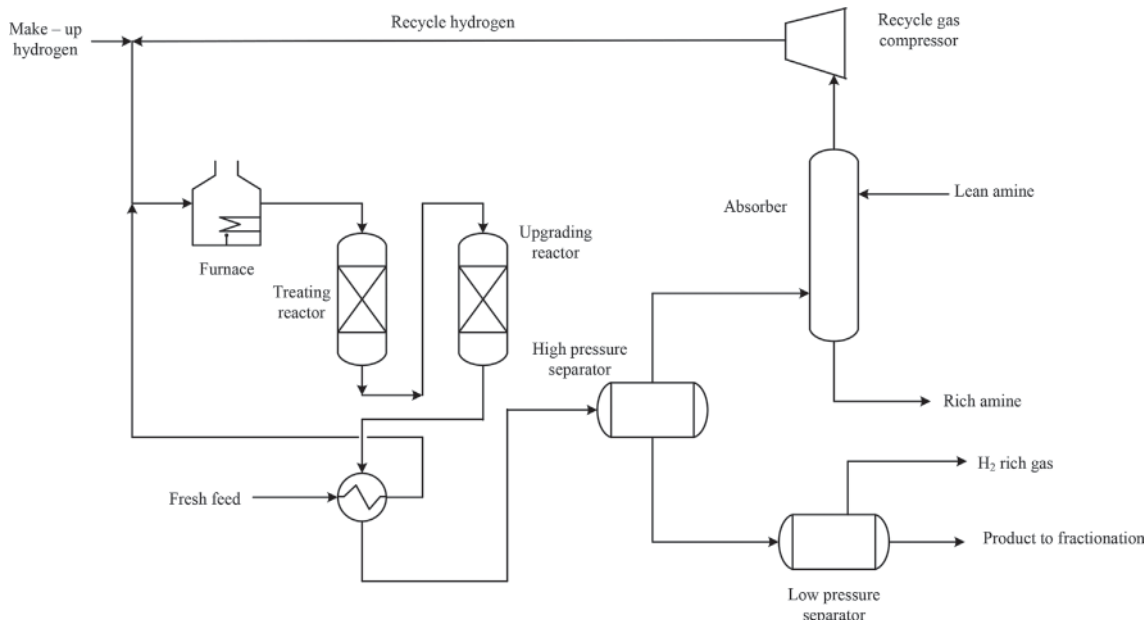 Make – up
hydrogen
Recycle hydrogen
Recycle gas
compressor
Lean amine
Absorber
Upgrading
reactor
Furnace
Treating
reactor
High pressure
separator
Rich amine
H₂ rich gas
Fresh feed
Product to fractionation
Low pressure
separator